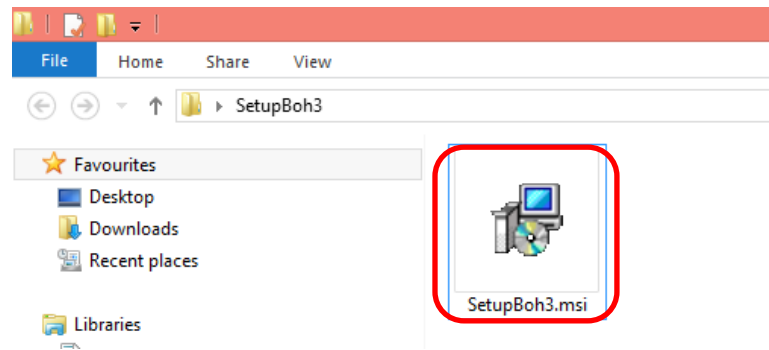 File Home Share View
SetupBoh3
Favourites
Desktop
Downloads
Recent places
Libraries
SetupBoh3.msi